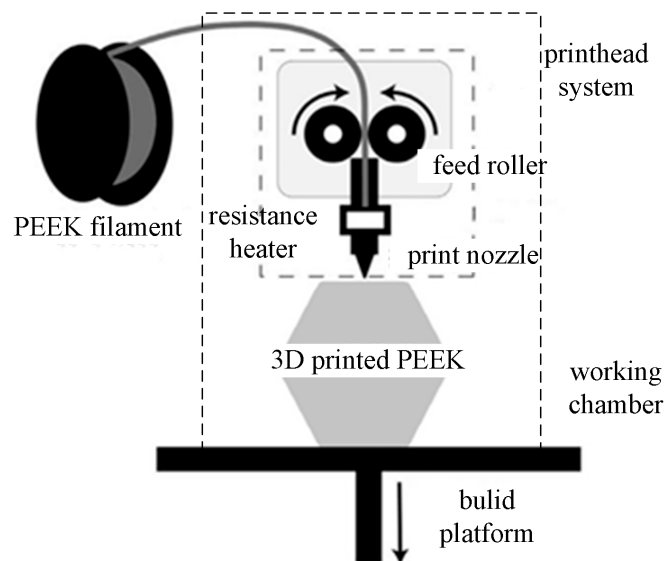 printhead
system
feed roller
PEEK filament
resistance
heater
print nozzle
3D printed PEEK
working
chamber
bulid
platform